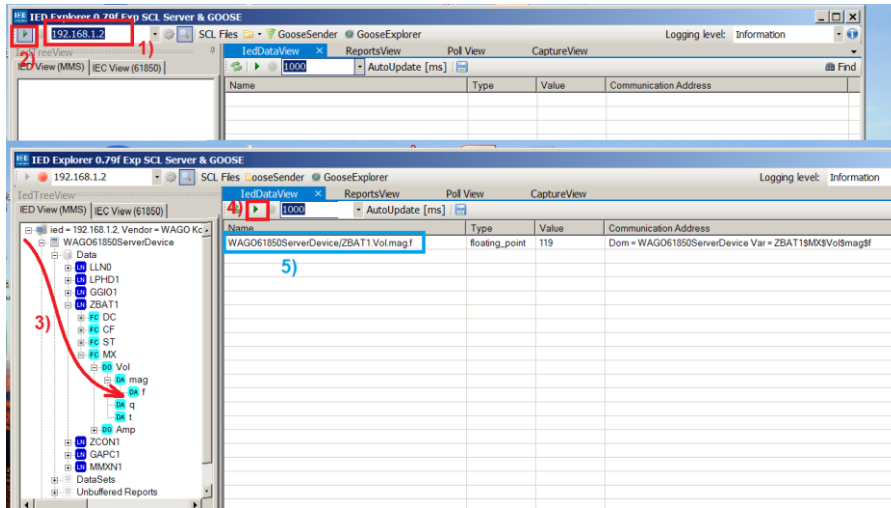 IED Explorer 0.79f Exp SCL Server & GOOSE
192.168.1.2 SCL Files GooseSender GooseExplorer Logging level: Information
1)
2)
IedTreeView IedDataView × ReportsView Poll View CaptureView
IED View (MMS) IEC View (61850) 1000 AutoUpdate [ms] Find
Name Type Value Communication Address
IED Explorer 0.79f Exp SCL Server & GOOSE
192.168.1.2 SCL Files GooseSender GooseExplorer Logging level: Information
IedTreeView IedDataView × ReportsView Poll View CaptureView
IED View (MMS) IEC View (61850) 4) 1000 AutoUpdate [ms]
Name Type Value Communication Address
WAGO61850ServerDevice/ZBAT1.Vol.mag.f floating_point 119 Dom = WAGO61850ServerDevice Var = ZBAT1$MX$Vol$mag$f
5)
ied = 192.168.1.2, Vendor = WAGO Kc
WAGO61850ServerDevice
Data
LN LLN0
LN LPHD1
LN GGIO1
LN ZBAT1
3)
FC DC
FC CF
FC ST
FC MX
DO Vol
DA mag
DA f
DA q
DA t
DO Amp
LN ZCON1
LN GAPC1
LN MMXN1
DataSets
Unbuffered Reports